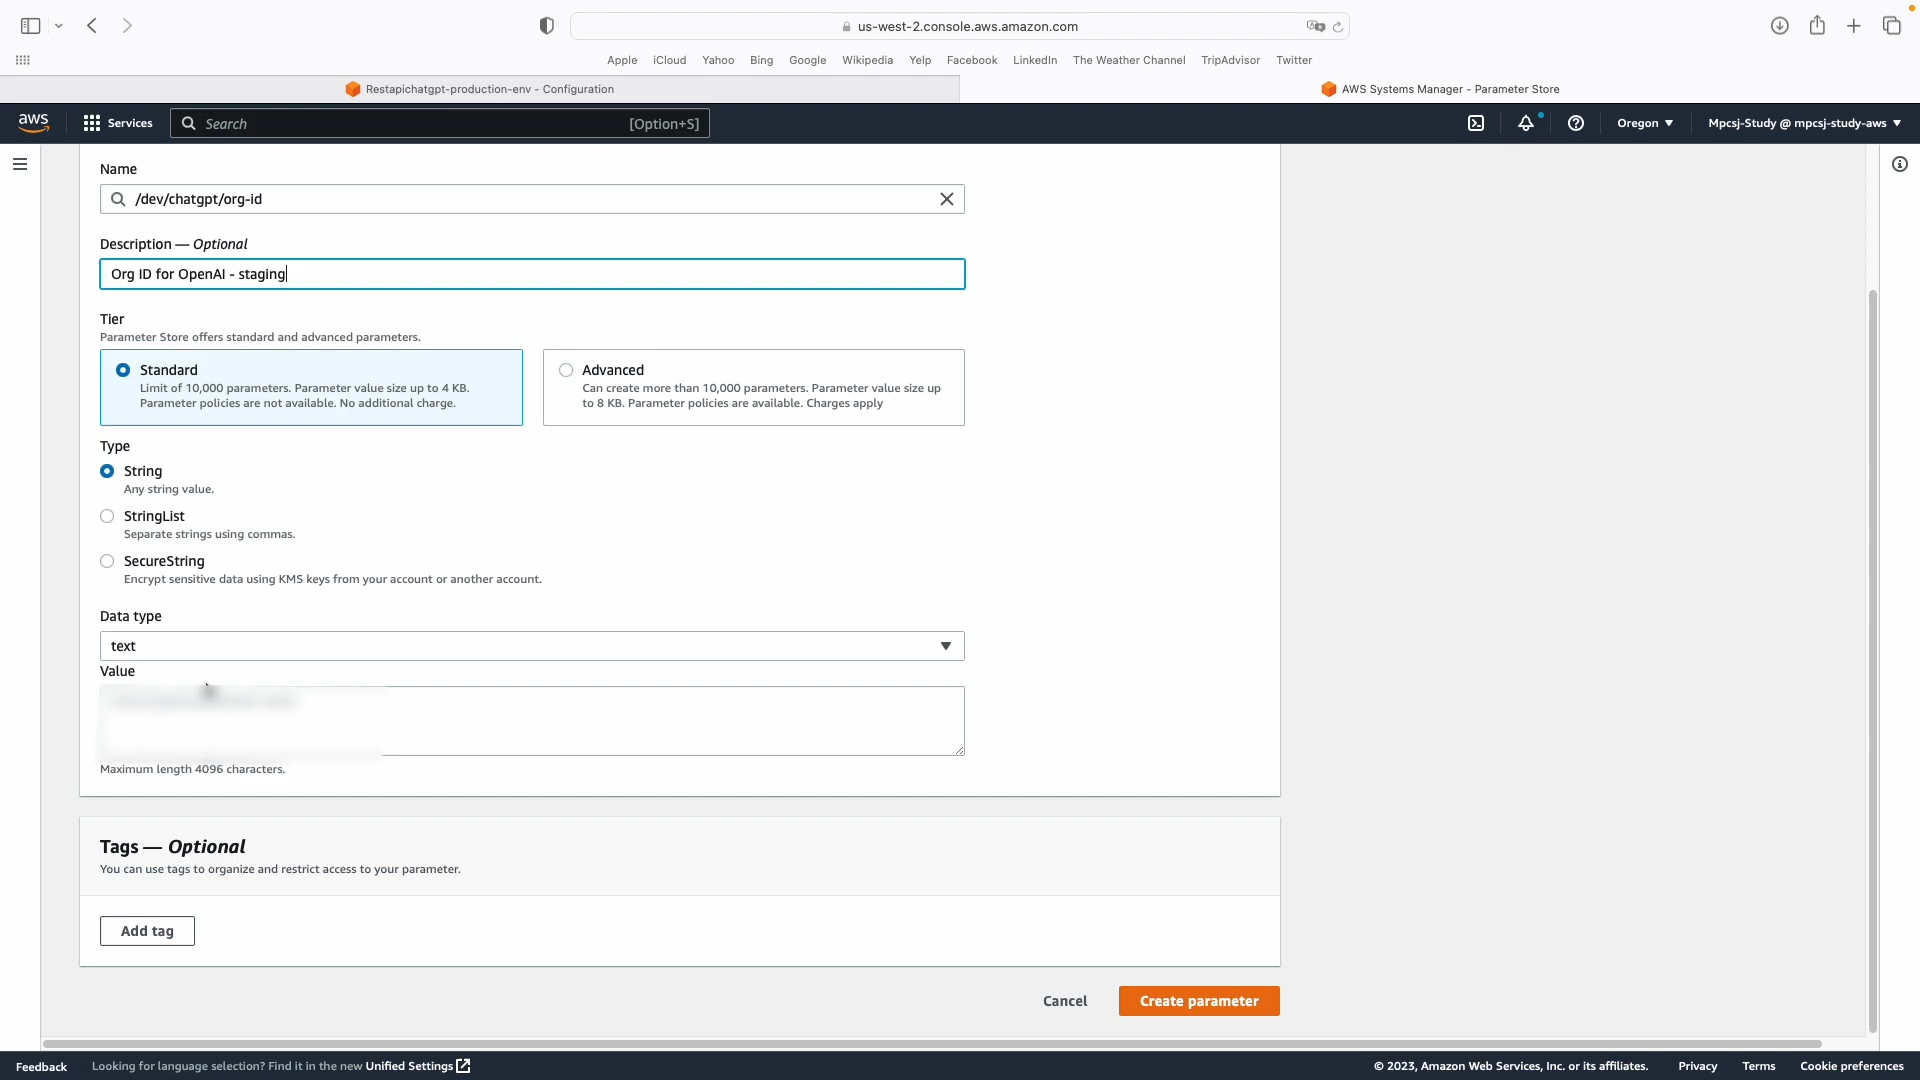 us-west-2.console.aws.amazon.com
Apple iCloud Yahoo Bing Google Wikipedia Yelp Facebook LinkedIn The Weather Channel TripAdvisor Twitter
Restapichatgpt-production-env - Configuration
AWS Systems Manager - Parameter Store
aws
Services
Search
[Option+S]
Oregon
Mpcsj-Study @ mpcsj-study-aws
Name
/dev/chatgpt/org-id
Description — Optional
Org ID for OpenAI - staging
Tier
Parameter Store offers standard and advanced parameters.
Standard
Limit of 10,000 parameters. Parameter value size up to 4 KB.
Parameter policies are not available. No additional charge.
Advanced
Can create more than 10,000 parameters. Parameter value size up
to 8 KB. Parameter policies are available. Charges apply
Type
String
Any string value.
StringList
Separate strings using commas.
SecureString
Encrypt sensitive data using KMS keys from your account or another account.
Data type
text
Value
Maximum length 4096 characters.
Tags — Optional
You can use tags to organize and restrict access to your parameter.
Add tag
Cancel
Create parameter
Feedback
Looking for language selection? Find it in the new Unified Settings
© 2023, Amazon Web Services, Inc. or its affiliates.
Privacy
Terms
Cookie preferences